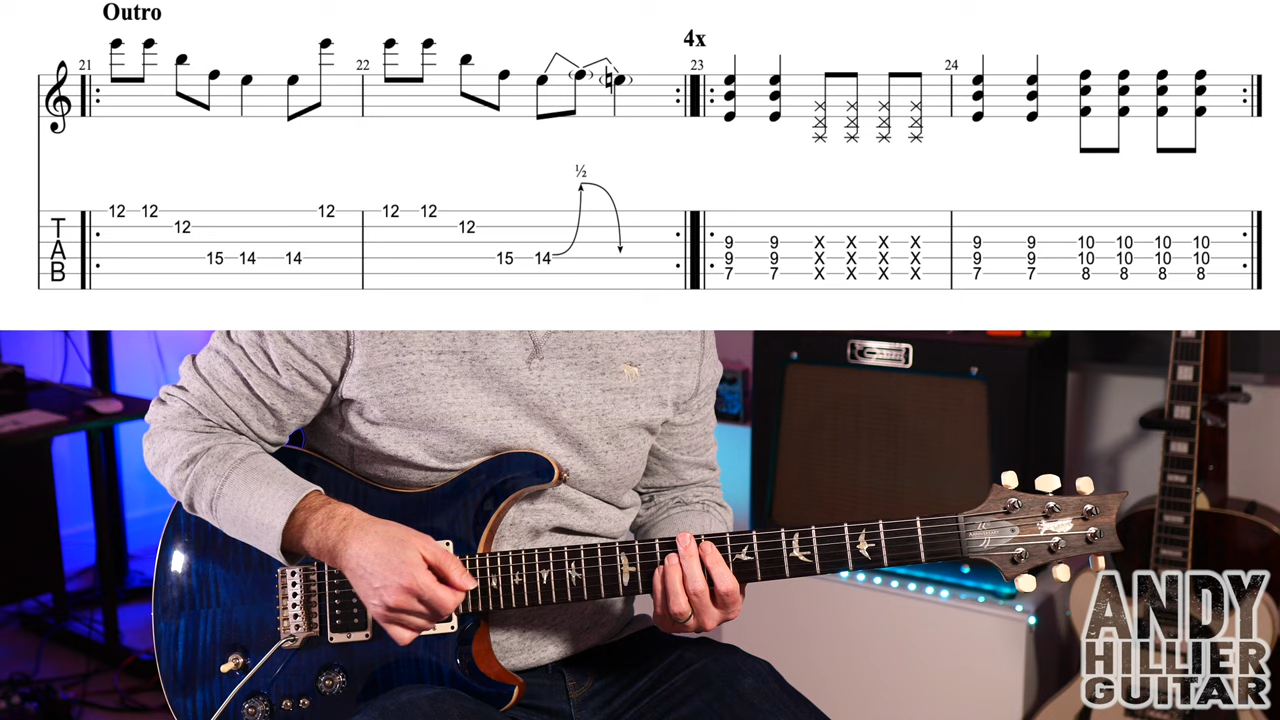 Outro
4x
21 22 23 24
½
T
A
B
12 12 12 12 12 12
12 12
9 9 X X X X 9 9 10 10 10 10
15 14 14 15 14 9 9 X X X X 9 9 10 10 10 10
7 7 X X X X 7 7 8 8 8 8
ANDY
HILLIER
GUITAR